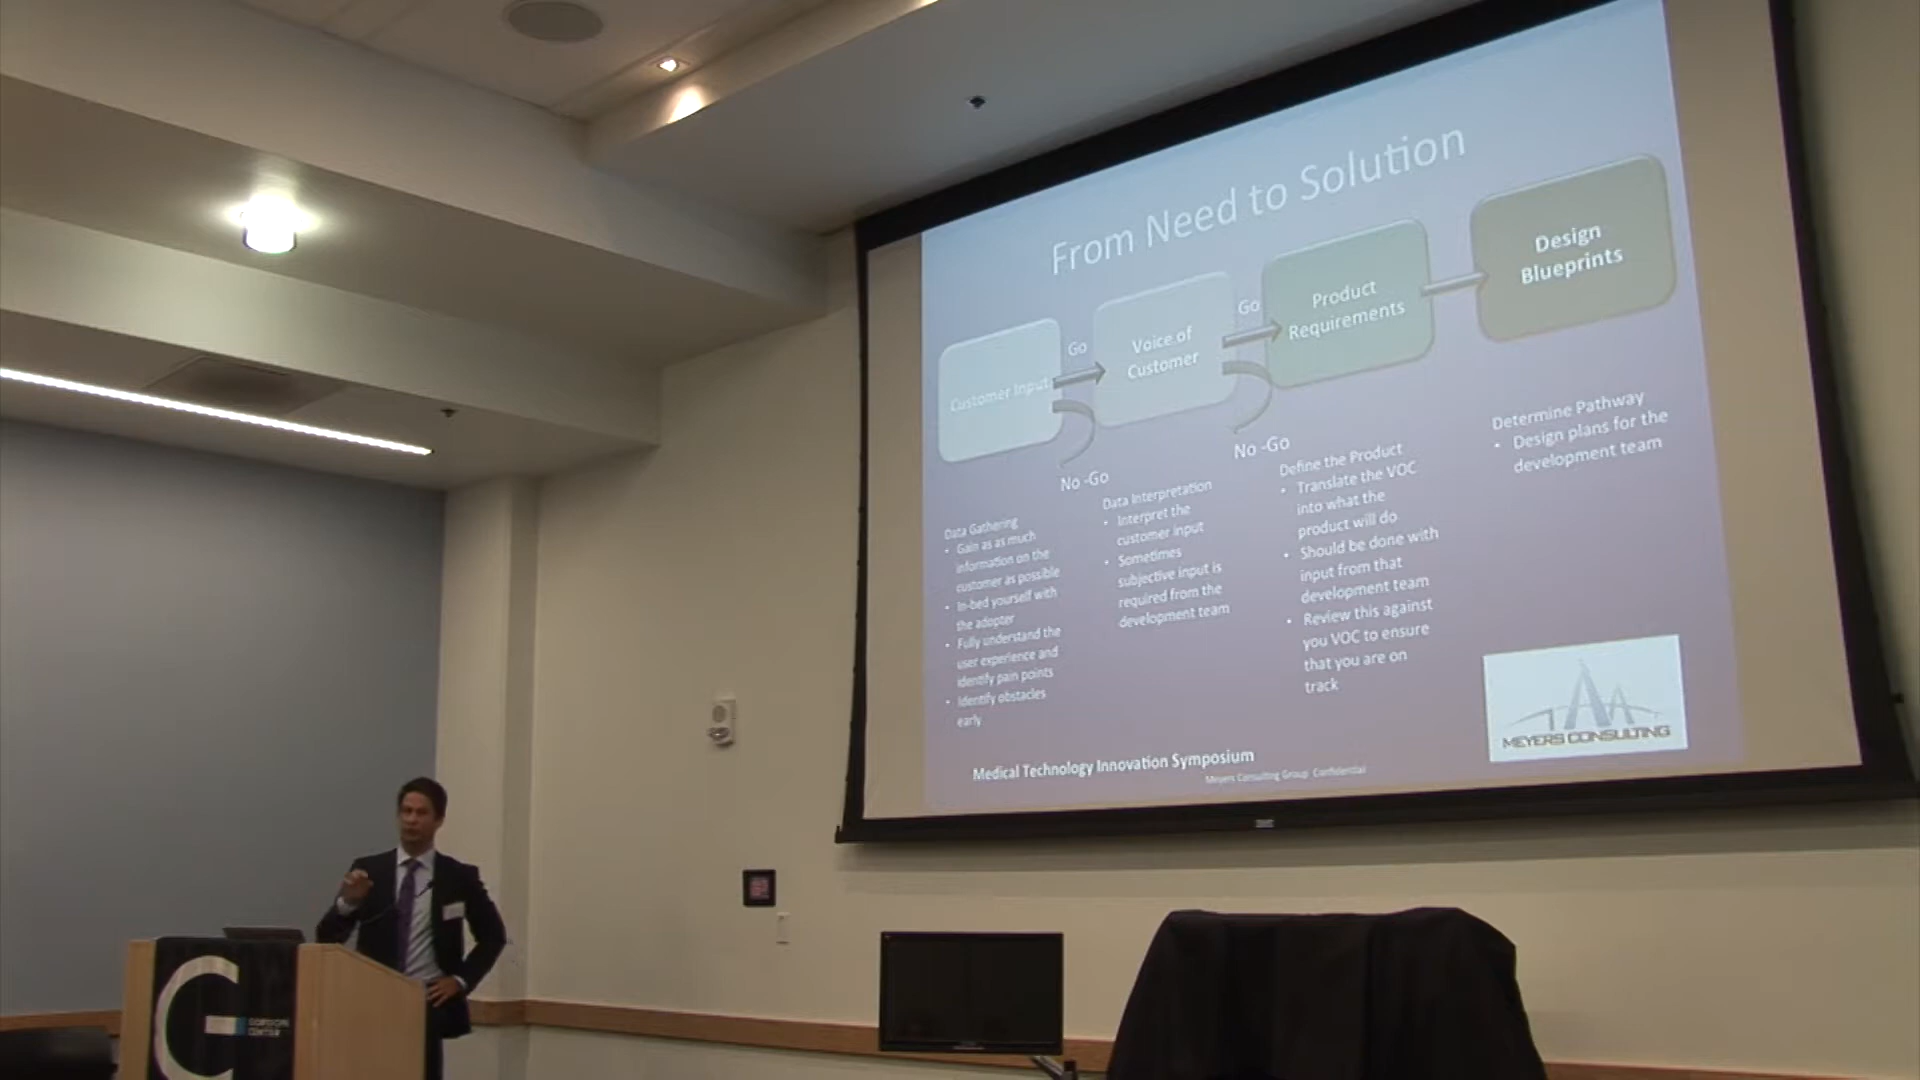 From Need to Solution
Customer Input
Go
No -Go
Voice of
Customer
Go
No -Go
Product
Requirements
Design
Blueprints
Data Gathering
• Gain as as much
information on the
customer as possible
• In-bed yourself with
the adopter
• Fully understand the
user experience and
identify pain points
• Identify obstacles
early
Data Interpretation
• Interpret the
customer input
• Sometimes
subjective input is
required from the
development team
Define the Product
• Translate the VOC
into what the
product will do
• Should be done with
input from that
development team
• Review this against
you VOC to ensure
that you are on
track
Determine Pathway
• Design plans for the
development team
MEYERS CONSULTING
Medical Technology Innovation Symposium
Meyers Consulting Group Confidential
G
GORDON
CENTER